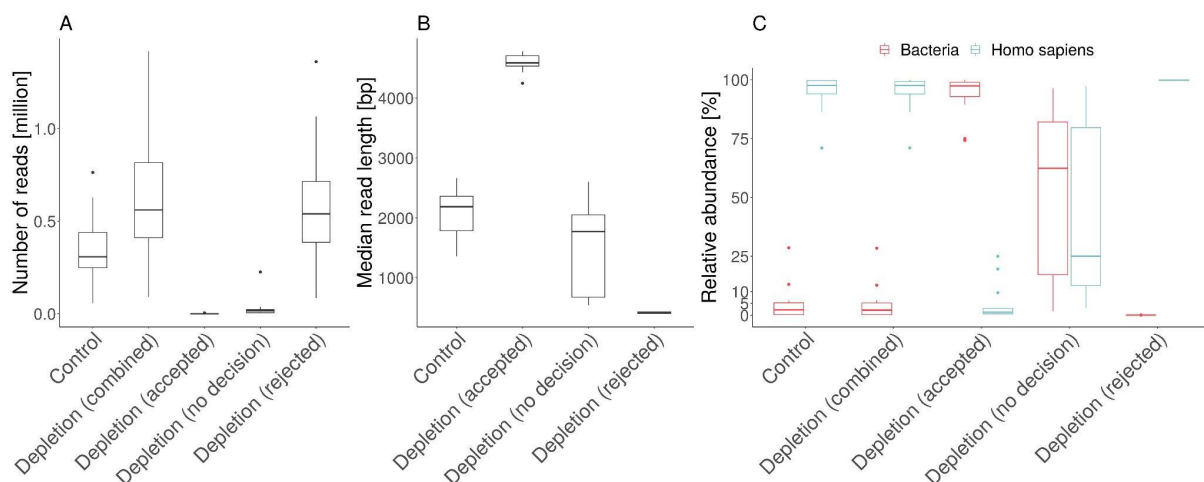 A
Number of reads [million]
1.0
0.5
0.0
Control
Depletion (combined)
Depletion (accepted)
Depletion (no decision)
Depletion (rejected)
B
Median read length [bp]
4000
3000
2000
1000
Control
Depletion (accepted)
Depletion (no decision)
Depletion (rejected)
C
Bacteria
Homo sapiens
Relative abundance [%]
100
75
50
25
10
5
0
Control
Depletion (combined)
Depletion (accepted)
Depletion (no decision)
Depletion (rejected)